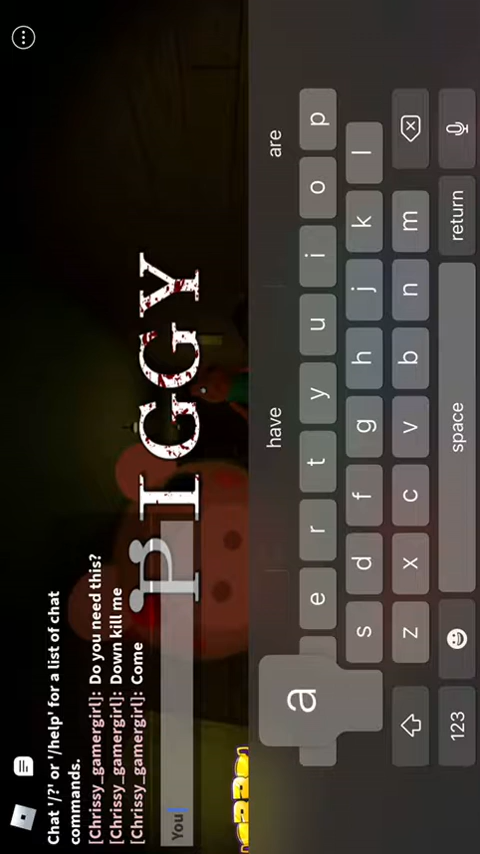 Chat '/?' or '/help' for a list of chat
commands.
[Chrissy_gamergirl]: Do you need this?
[Chrissy_gamergirl]: Down kill me
[Chrissy_gamergirl]: Come
You
PIGGY
have are
e r t y u i o p
a s d f g h j k l
z x c v b n m
123 space return